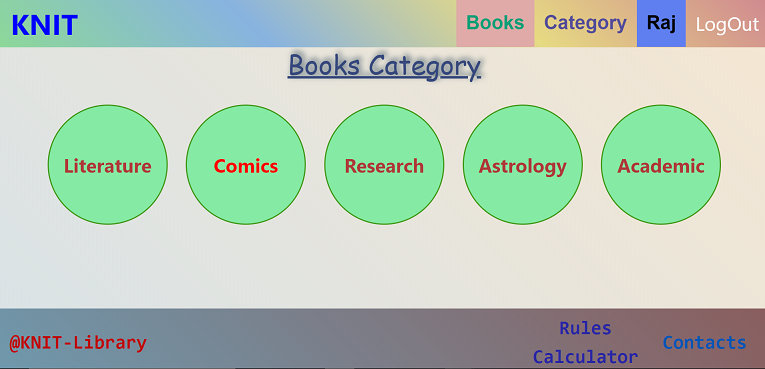 KNIT Books Category Raj LogOut
Books Category
Literature Comics Research Astrology Academic
@KNIT-Library Rules Contacts
Calculator